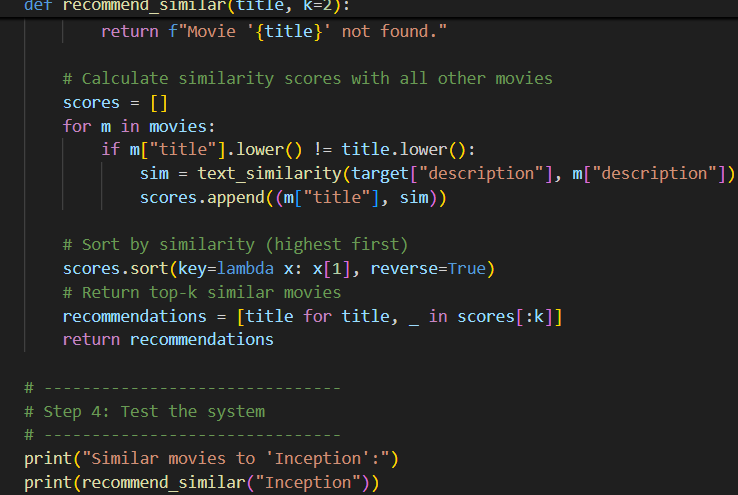 def recommend_similar(title, k=2):
        return f"Movie '{title}' not found."

    # Calculate similarity scores with all other movies
    scores = []
    for m in movies:
        if m["title"].lower() != title.lower():
            sim = text_similarity(target["description"], m["description"])
            scores.append((m["title"], sim))

    # Sort by similarity (highest first)
    scores.sort(key=lambda x: x[1], reverse=True)
    # Return top-k similar movies
    recommendations = [title for title, _ in scores[:k]]
    return recommendations

# -------------------------------
# Step 4: Test the system
# -------------------------------
print("Similar movies to 'Inception':")
print(recommend_similar("Inception"))